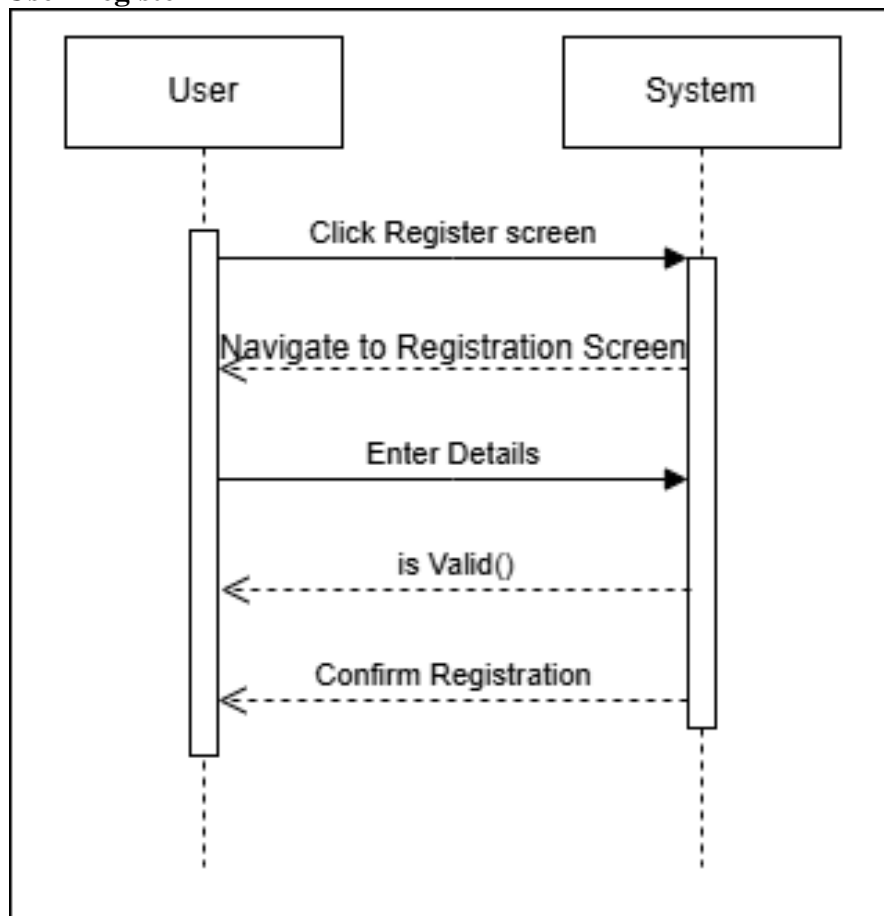 User System
Click Register screen
Navigate to Registration Screen
Enter Details
is Valid()
Confirm Registration